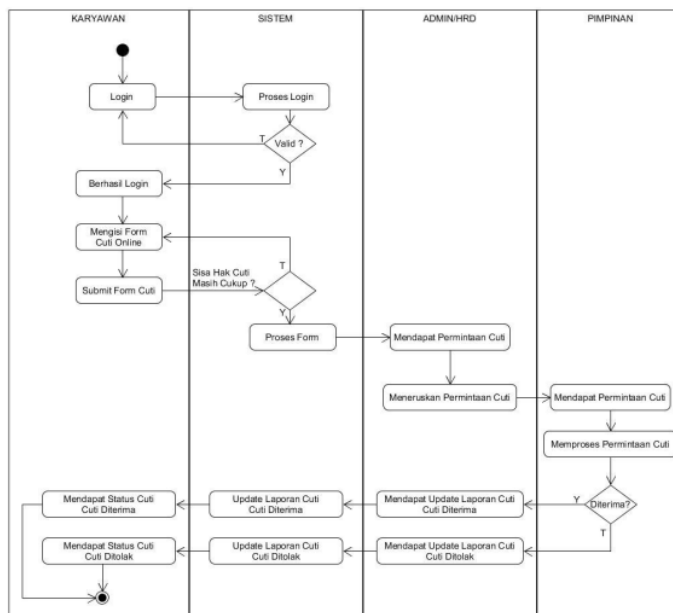 KARYAWAN
SISTEM
ADMIN/HRD
PIMPINAN
Login
Proses Login
Valid ?
T
Y
Berhasil Login
Mengisi Form
Cuti Online
T
Submit Form Cuti
Sisa Hak Cuti
Masih Cukup ?
Y
Proses Form
Mendapat Permintaan Cuti
Meneruskan Permintaan Cuti
Mendapat Permintaan Cuti
Memproses Permintaan Cuti
Mendapat Status Cuti
Cuti Diterima
Update Laporan Cuti
Cuti Diterima
Mendapat Update Laporan Cuti
Cuti Diterima
Y
Diterima?
T
Mendapat Status Cuti
Cuti Ditolak
Update Laporan Cuti
Cuti Ditolak
Mendapat Update Laporan Cuti
Cuti Ditolak